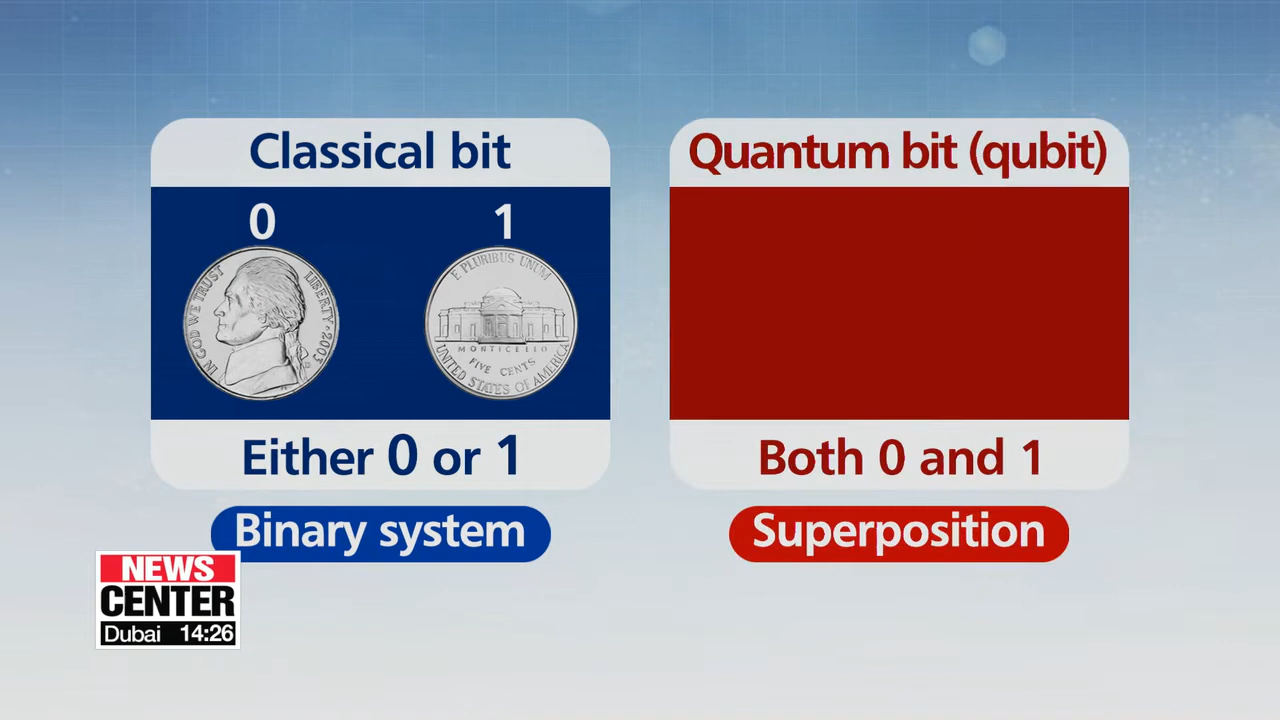 Classical bit
0 1
IN GOD WE TRUST
LIBERTY · 2003
E PLURIBUS UNUM
MONTICELLO
FIVE CENTS
UNITED STATES OF AMERICA
Either 0 or 1
Binary system
Quantum bit (qubit)
Both 0 and 1
Superposition
NEWS
CENTER
Dubai 14:26